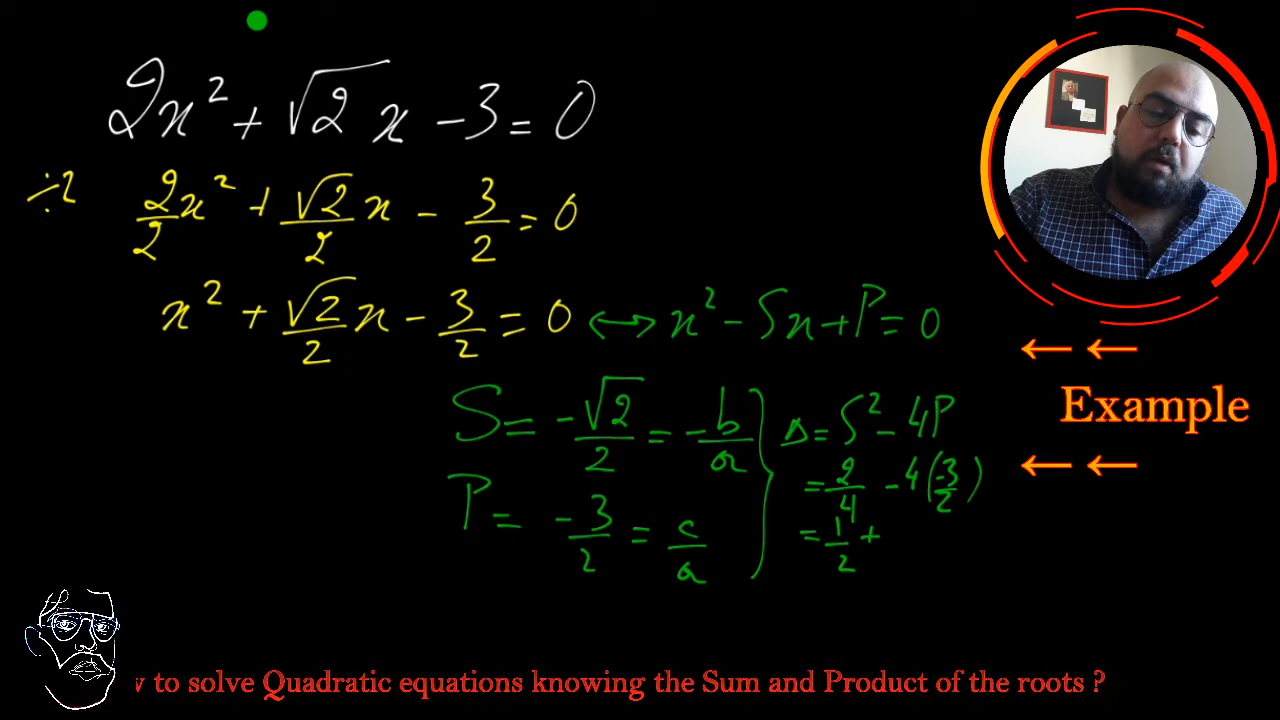 2x² + √2 x - 3 = 0
÷2 2/2 x² + √2/2 x - 3/2 = 0
x² + √2/2 x - 3/2 = 0 ↔ x² - Sx + P = 0
← ←
Example
← ←
S = -√2/2 = -b/a
P = -3/2 = c/a
Δ = S² - 4P
= 2/4 - 4(-3/2)
= 1/2 +
to solve Quadratic equations knowing the Sum and Product of the roots ?